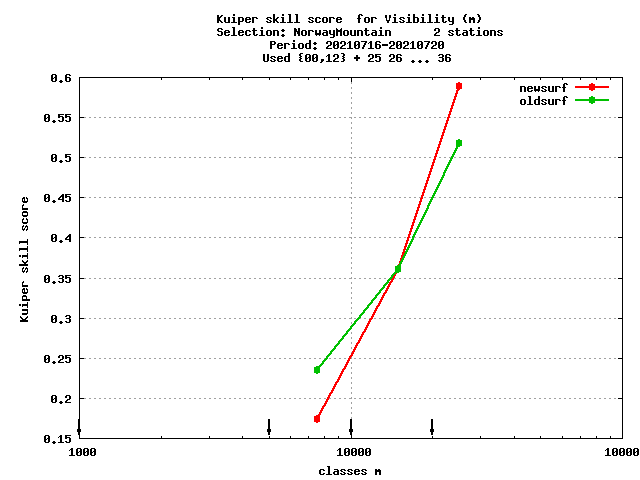 Kuiper skill score  for Visibility (m)
Selection: NorwayMountain      2 stations
Period: 20210716-20210720
Used {00,12} + 25 26 ... 36
newsurf
oldsurf
0.6
0.55
0.5
0.45
0.4
0.35
0.3
0.25
0.2
0.15
Kuiper skill score
1000 10000 10000
classes m